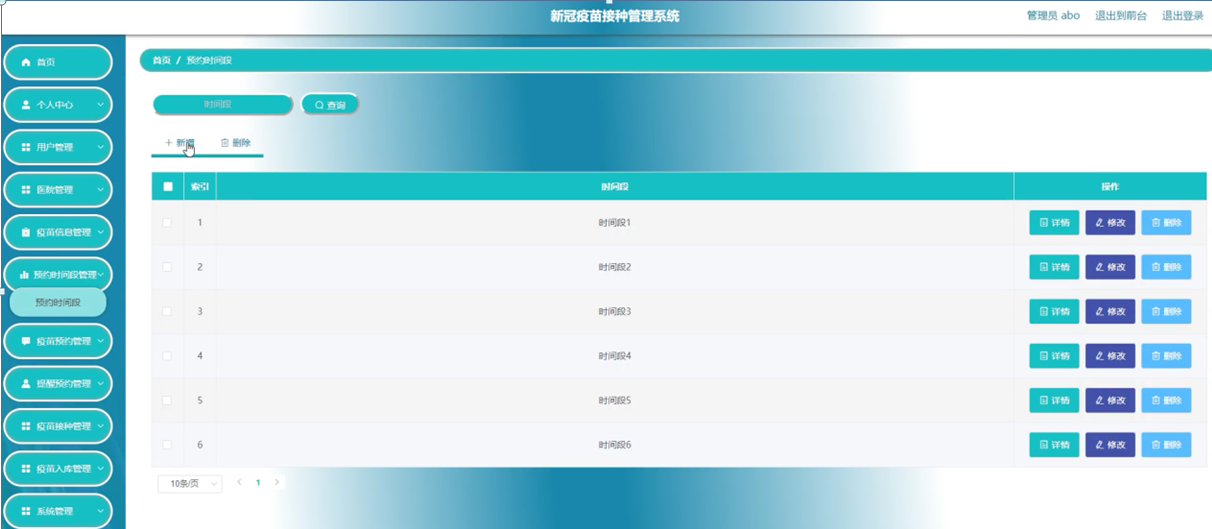 新冠疫苗接种管理系统
管理员 abo 退出到前台 退出登录
首页
个人中心
用户管理
医院管理
疫苗信息管理
预约时间段管理
预约时间段
疫苗预约管理
提醒预约管理
疫苗接种管理
疫苗入库管理
系统管理
首页 / 预约时间段
时间段 查询
新增 删除
索引 时间段 操作
1 时间段1 详情 修改 删除
2 时间段2 详情 修改 删除
3 时间段3 详情 修改 删除
4 时间段4 详情 修改 删除
5 时间段5 详情 修改 删除
6 时间段6 详情 修改 删除
10条/页 1